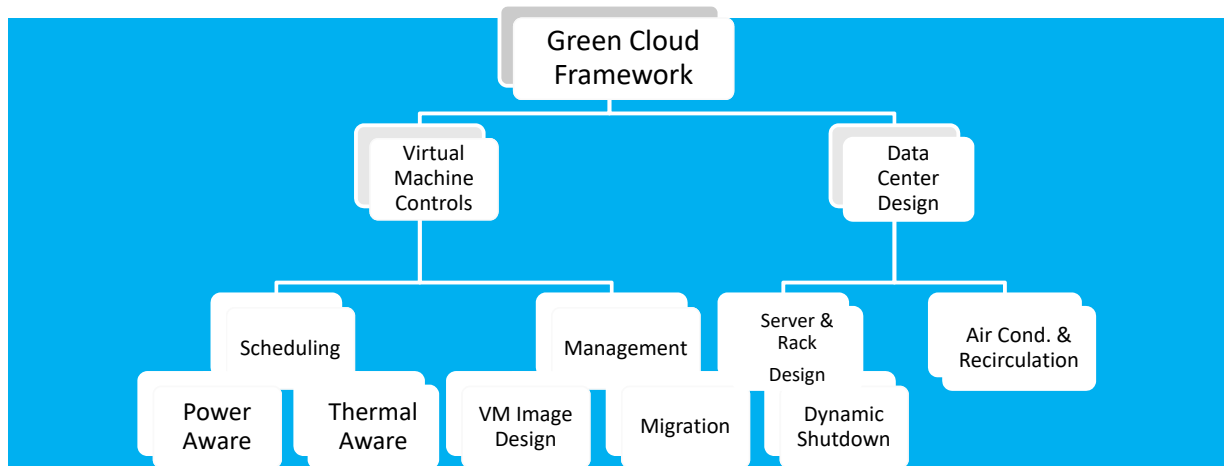 Green Cloud
Framework
Virtual
Machine
Controls
Data
Center
Design
Scheduling
Management
Server &
Rack
Design
Air Cond. &
Recirculation
Power
Aware
Thermal
Aware
VM Image
Design
Migration
Dynamic
Shutdown